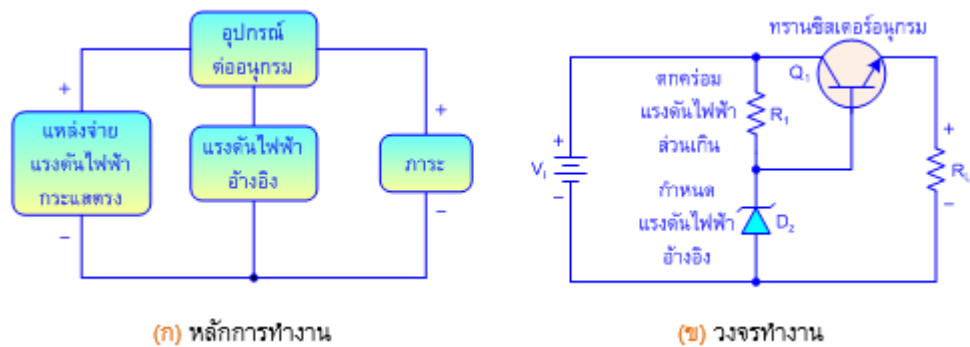 อุปกรณ์
ต่ออนุกรม
+
+
แหล่งจ่าย
แรงดันไฟฟ้า
กระแสตรง
แรงดันไฟฟ้า
อ้างอิง
ภาระ
−
−
(ก) หลักการทำงาน
ทรานซิสเตอร์อนุกรม
Q₁
ตกคร่อม
แรงดันไฟฟ้า
ส่วนเกิน
R₁
+
Vᵢ
−
กำหนด
แรงดันไฟฟ้า
อ้างอิง
D_Z
+
R_L
−
(ข) วงจรทำงาน